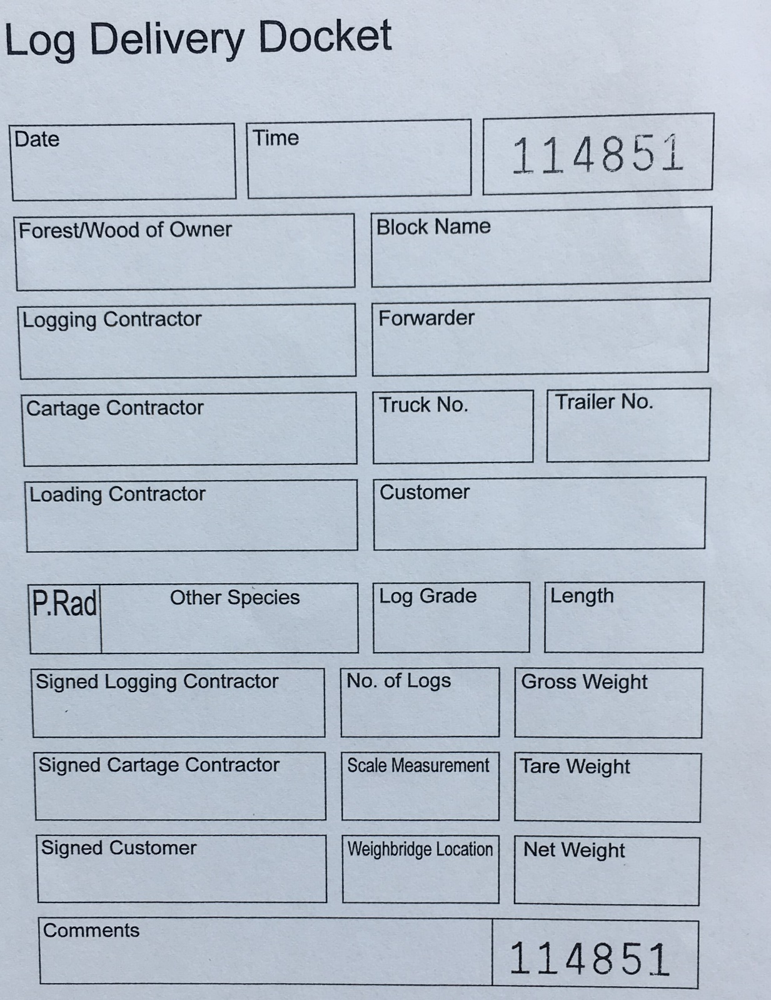 Log Delivery Docket
Date Time 114851
Forest/Wood of Owner Block Name
Logging Contractor Forwarder
Cartage Contractor Truck No. Trailer No.
Loading Contractor Customer
P.Rad Other Species Log Grade Length
Signed Logging Contractor No. of Logs Gross Weight
Signed Cartage Contractor Scale Measurement Tare Weight
Signed Customer Weighbridge Location Net Weight
Comments 114851